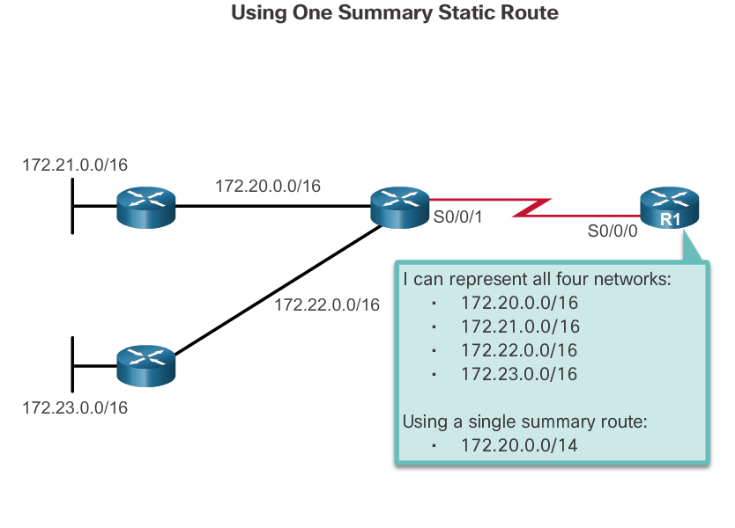 Using One Summary Static Route
172.21.0.0/16
172.20.0.0/16
S0/0/1
R1
S0/0/0
I can represent all four networks:
· 172.20.0.0/16
· 172.21.0.0/16
· 172.22.0.0/16
· 172.23.0.0/16
Using a single summary route:
· 172.20.0.0/14
172.22.0.0/16
172.23.0.0/16